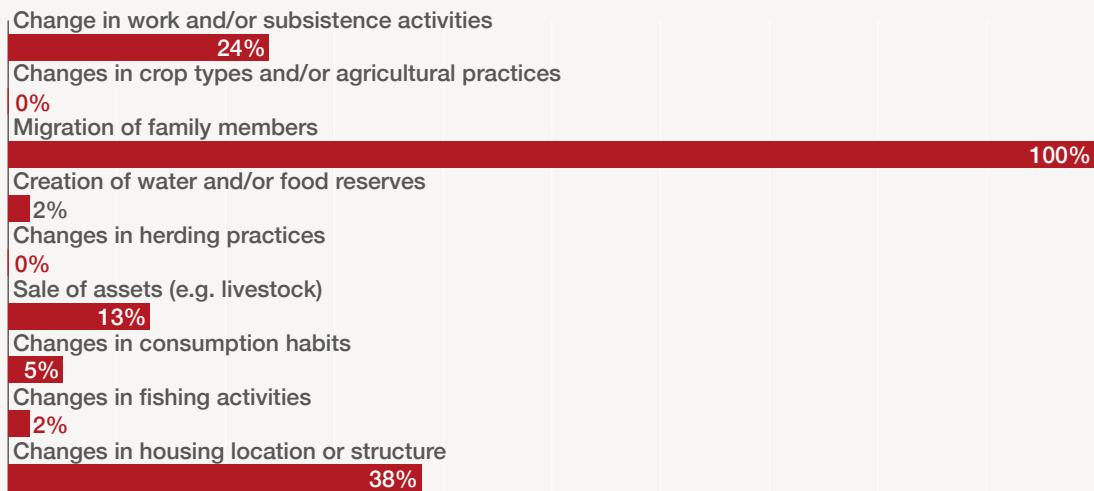 Change in work and/or subsistence activities
24%
Changes in crop types and/or agricultural practices
0%
Migration of family members
100%
Creation of water and/or food reserves
2%
Changes in herding practices
0%
Sale of assets (e.g. livestock)
13%
Changes in consumption habits
5%
Changes in fishing activities
2%
Changes in housing location or structure
38%